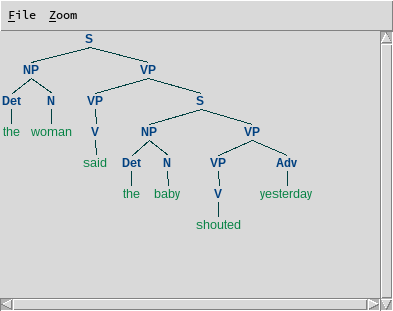 File Zoom
S
NP VP
Det N VP S
the woman V NP VP
said Det N VP Adv
the baby V yesterday
shouted